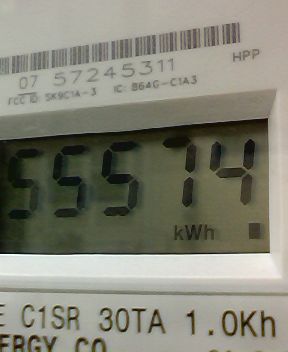 HPP
07 57245311
FCC ID: SK9C1A-3 IC: 864G-C1A3
55574
kWh
E C1SR 30TA 1.0Kh
ERGY CO